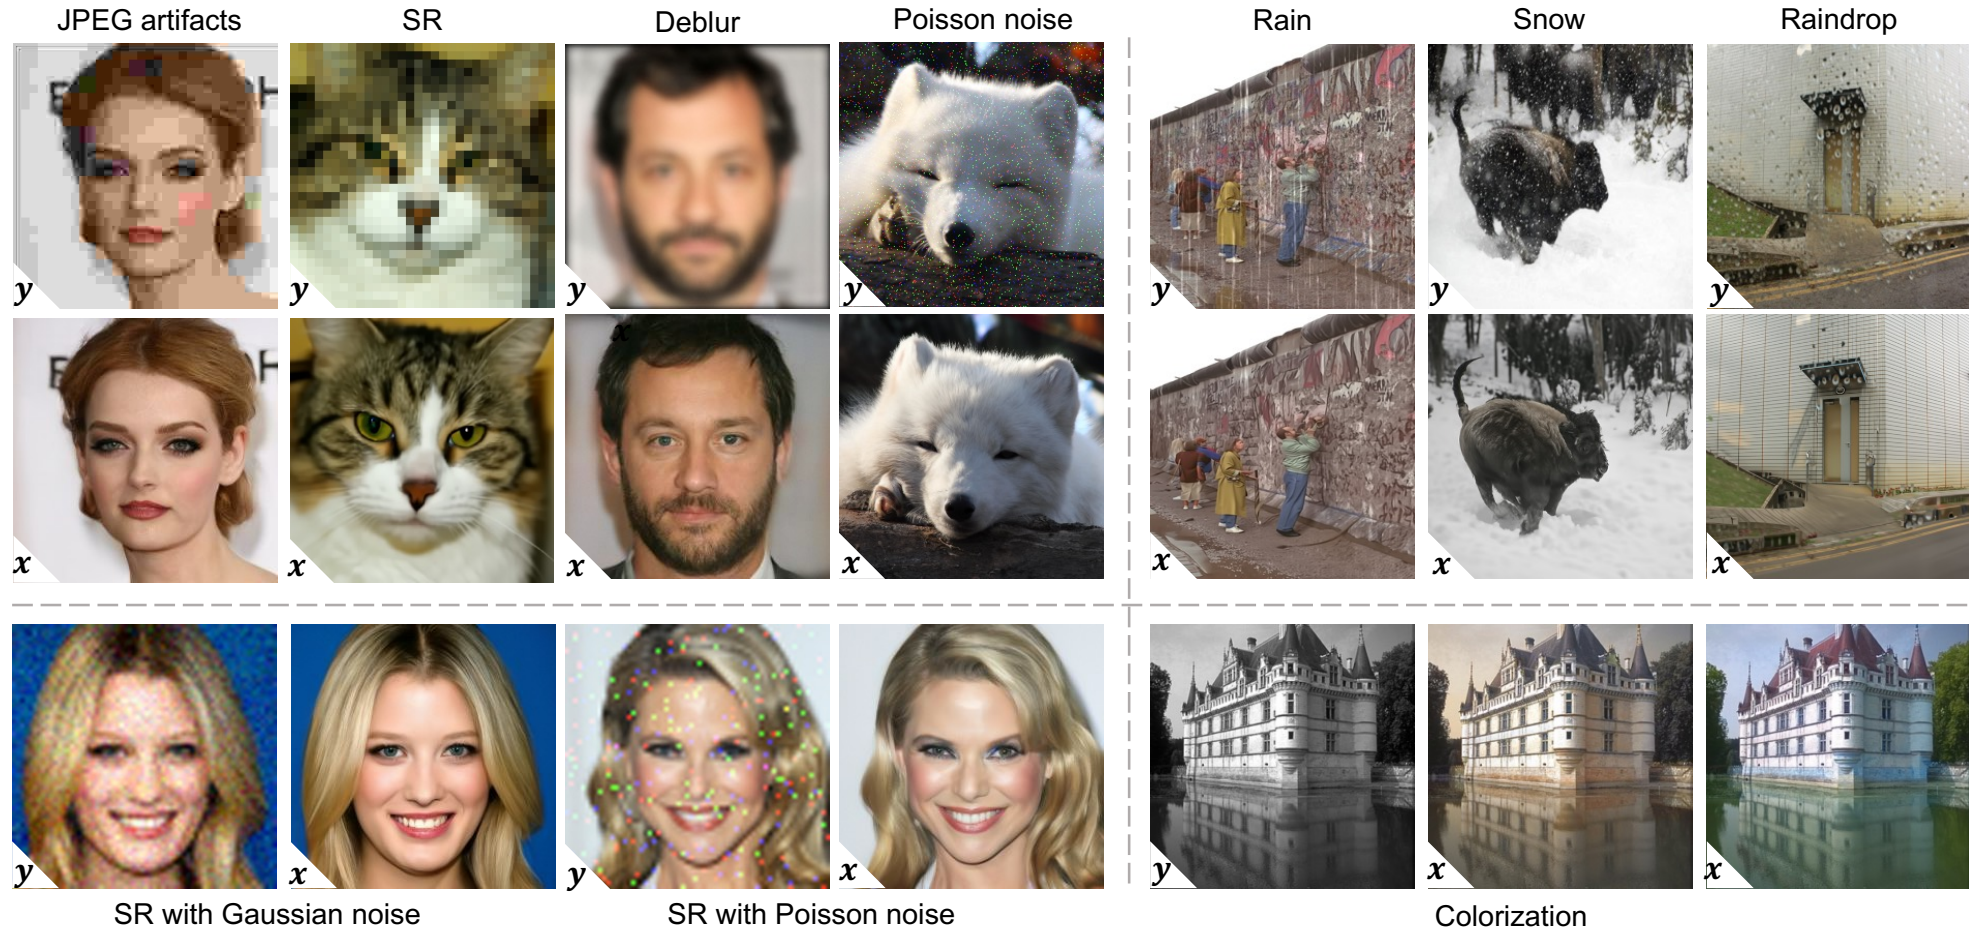 JPEG artifacts
SR
Deblur
Poisson noise
Rain
Snow
Raindrop
y
y
y
y
y
y
y
x
x
x
x
x
x
x
x
y
x
y
x
y
x
x
SR with Gaussian noise
SR with Poisson noise
Colorization